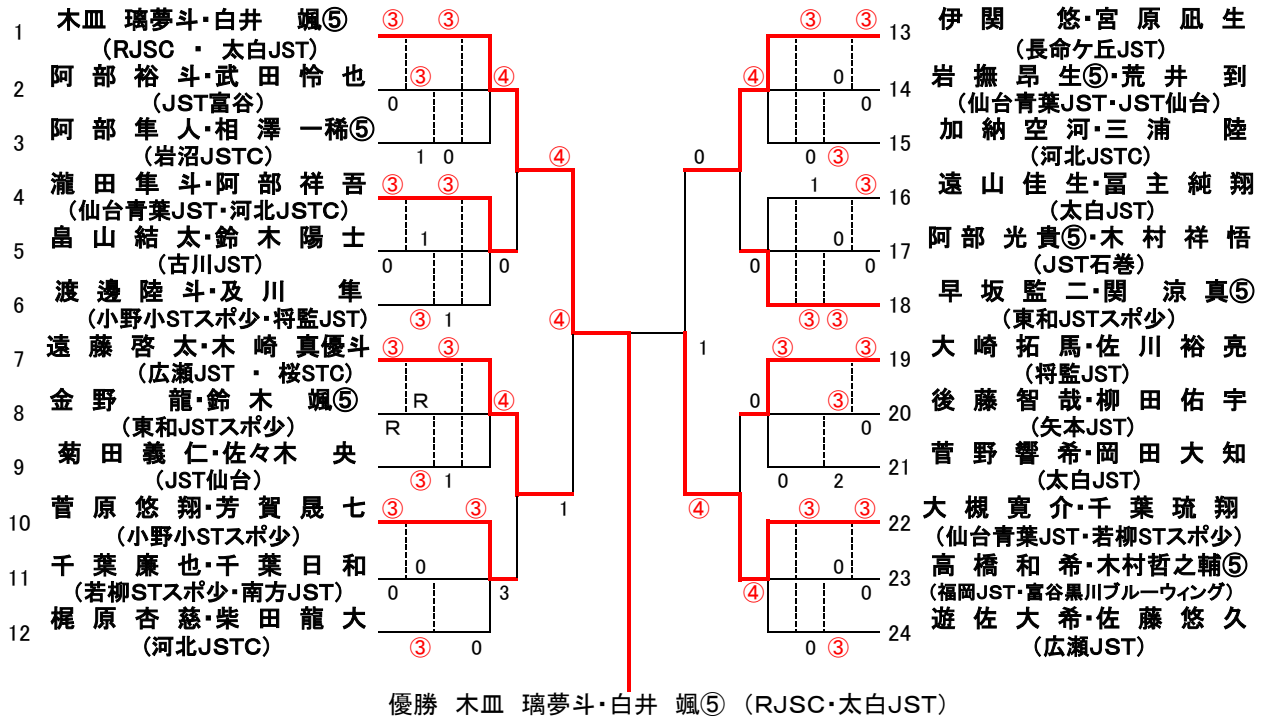 1 木皿 璃夢斗・白井 颯⑤ ③ ③
(RJSC ・ 太白JST)
2 阿部裕斗・武田怜也 ③ ④
(JST富谷) 0
3 阿部隼人・相澤一稀⑤
(岩沼JSTC) 1 0 ④
4 瀧田隼斗・阿部祥吾 ③ ③
(仙台青葉JST・河北JSTC)
5 畠山結太・鈴木陽士 1
(古川JST) 0 0
6 渡邊陸斗・及川 隼
(小野小STスポ少・将監JST) ③ 1 ④
7 遠藤啓太・木崎真優斗 ③ ③
(広瀬JST ・ 桜STC)
8 金野 龍・鈴木 颯⑤ R ④
(東和JSTスポ少) R
9 菊田義仁・佐々木 央
(JST仙台) ③ 1
10 菅原悠翔・芳賀晟七 ③ ③ 1
(小野小STスポ少)
11 千葉廉也・千葉日和 0
(若柳STスポ少・南方JST) 0 3
12 梶原杏慈・柴田龍大
(河北JSTC) ③ 0
③ ③ 13 伊関 悠・宮原凪生
(長命ケ丘JST)
④ 0 14 岩撫昂生⑤・荒井 到
0 (仙台青葉JST・JST仙台)
15 加納空河・三浦 陸
0 0 ③ (河北JSTC)
1 ③ 16 遠山佳生・冨主純翔
(太白JST)
0 17 阿部光貴⑤・木村祥悟
0 0 (JST石巻)
18 早坂監二・関 涼真⑤
③ ③ (東和JSTスポ少)
1 ③ ③ 19 大崎拓馬・佐川裕亮
(将監JST)
0 ③ 20 後藤智哉・柳田佑宇
0 (矢本JST)
21 菅野響希・岡田大知
0 2 (太白JST)
④ ③ ③ 22 大槻寛介・千葉琉翔
(仙台青葉JST・若柳STスポ少)
0 23 高橋和希・木村哲之輔⑤
④ 0 (福岡JST・富谷黒川ブルーウィング)
24 遊佐大希・佐藤悠久
0 ③ (広瀬JST)
優勝 木皿 璃夢斗・白井 颯⑤ (RJSC・太白JST)